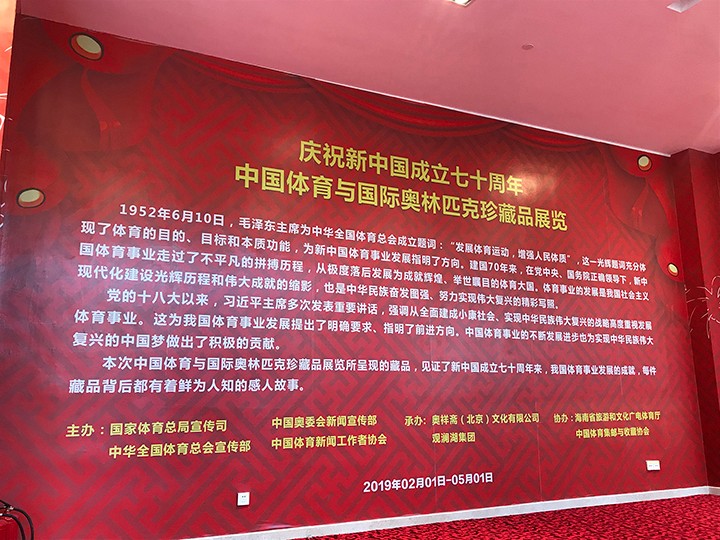 庆祝新中国成立七十周年
中国体育与国际奥林匹克珍藏品展览
1952年6月10日，毛泽东主席为中华全国体育总会成立题词：“发展体育运动，增强人民体质”，这一光辉题词充分体
现了体育的目的、目标和本质功能，为新中国体育事业发展指明了方向。建国70年来，在党中央、国务院正确领导下，新中
国体育事业走过了不平凡的拼搏历程，从极度落后发展为成就辉煌、举世瞩目的体育大国。体育事业的发展是我国社会主义
现代化建设光辉历程和伟大成就的缩影，也是中华民族奋发图强、努力实现伟大复兴的精彩写照。
党的十八大以来，习近平主席多次发表重要讲话，强调从全面建成小康社会、实现中华民族伟大复兴的战略高度重视发展
体育事业。这为我国体育事业发展提出了明确要求、指明了前进方向。中国体育事业的不断发展进步也为实现中华民族伟大
复兴的中国梦做出了积极的贡献。
本次中国体育与国际奥林匹克珍藏品展览所呈现的藏品，见证了新中国成立七十周年来，我国体育事业发展的成就，每件
藏品背后都有着鲜为人知的感人故事。
主办：国家体育总局宣传司 中国奥委会新闻宣传部 承办：奥祥斋（北京）文化有限公司 协办：海南省旅游和文化广电体育厅
中华全国体育总会宣传部 中国体育新闻工作者协会 观澜湖集团 中国体育集邮与收藏协会
2019年02月01日-05月01日